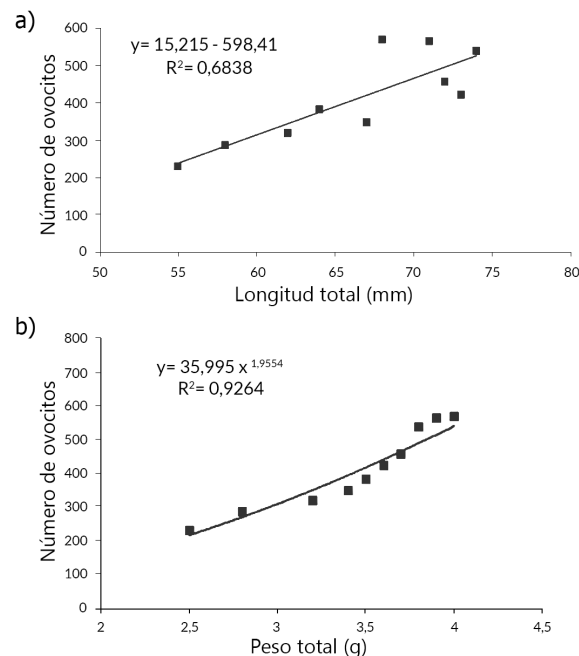 a)
y= 15,215 - 598,41
R²= 0,6838
Número de ovocitos
600
500
400
300
200
100
0
50 55 60 65 70 75 80
Longitud total (mm)
b)
y= 35,995 x ¹,⁹⁵⁵⁴
R²= 0,9264
Número de ovocitos
800
700
600
500
400
300
200
100
0
2 2,5 3 3,5 4 4,5
Peso total (g)